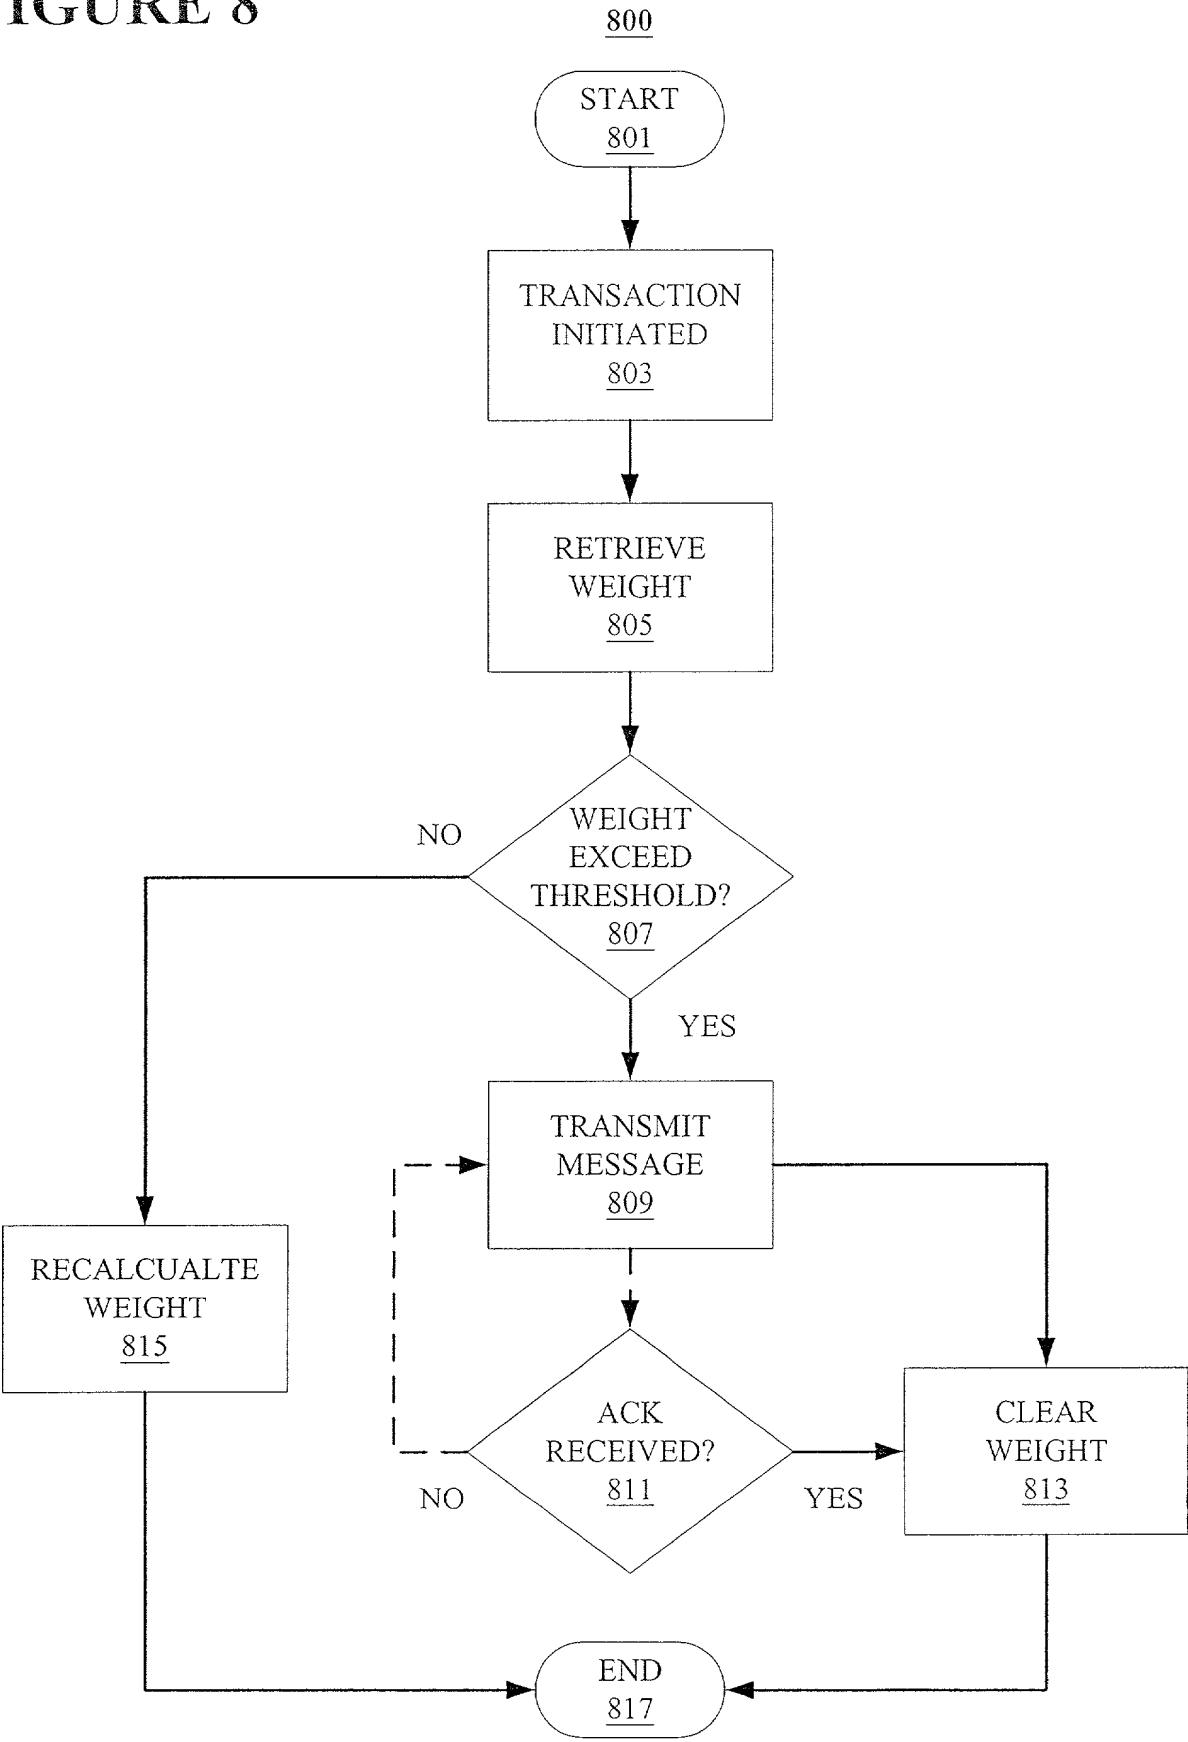 IGURE 8
800
START
801
TRANSACTION
INITIATED
803
RETRIEVE
WEIGHT
805
WEIGHT
EXCEED
THRESHOLD?
807
NO
YES
TRANSMIT
MESSAGE
809
RECALCUALTE
WEIGHT
815
ACK
RECEIVED?
811
NO
YES
CLEAR
WEIGHT
813
END
817